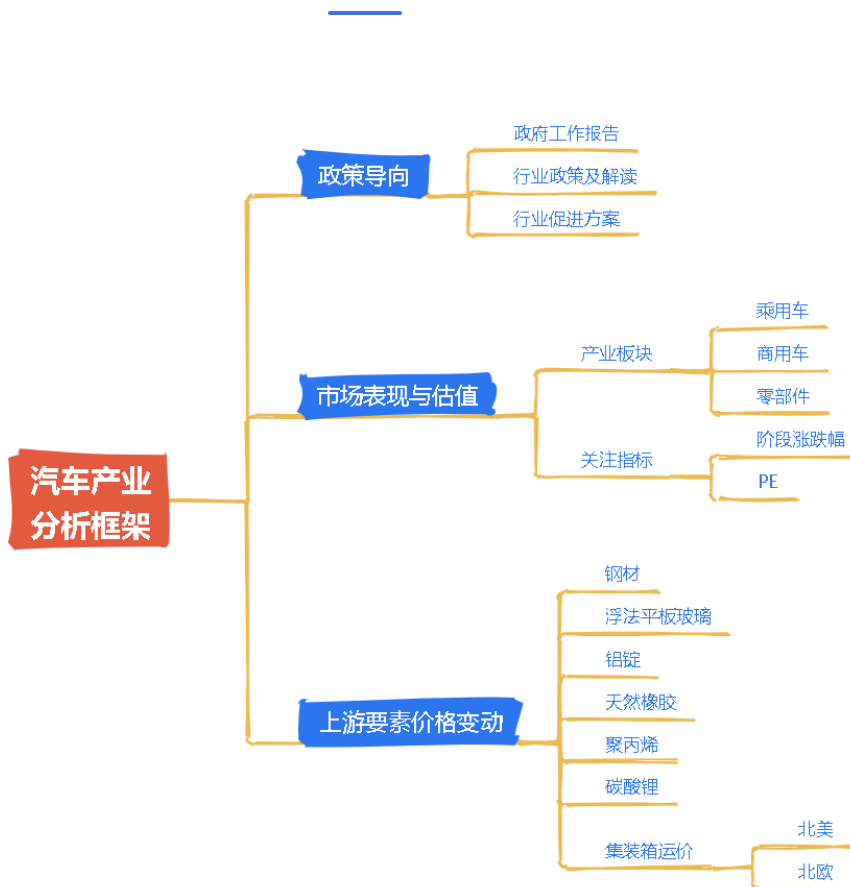 政府工作报告
政策导向
行业政策及解读
行业促进方案
乘用车
产业板块
商用车
市场表现与估值
零部件
阶段涨跌幅
关注指标
PE
汽车产业
分析框架
钢材
浮法平板玻璃
铝锭
天然橡胶
上游要素价格变动
聚丙烯
碳酸锂
北美
集装箱运价
北欧